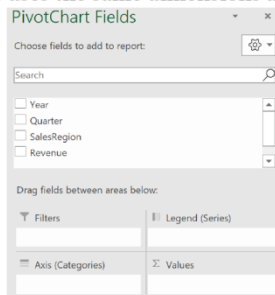 PivotChart Fields
Choose fields to add to report:
Search
Year
Quarter
SalesRegion
Revenue
Drag fields between areas below:
Filters
Legend (Series)
Axis (Categories)
Σ Values